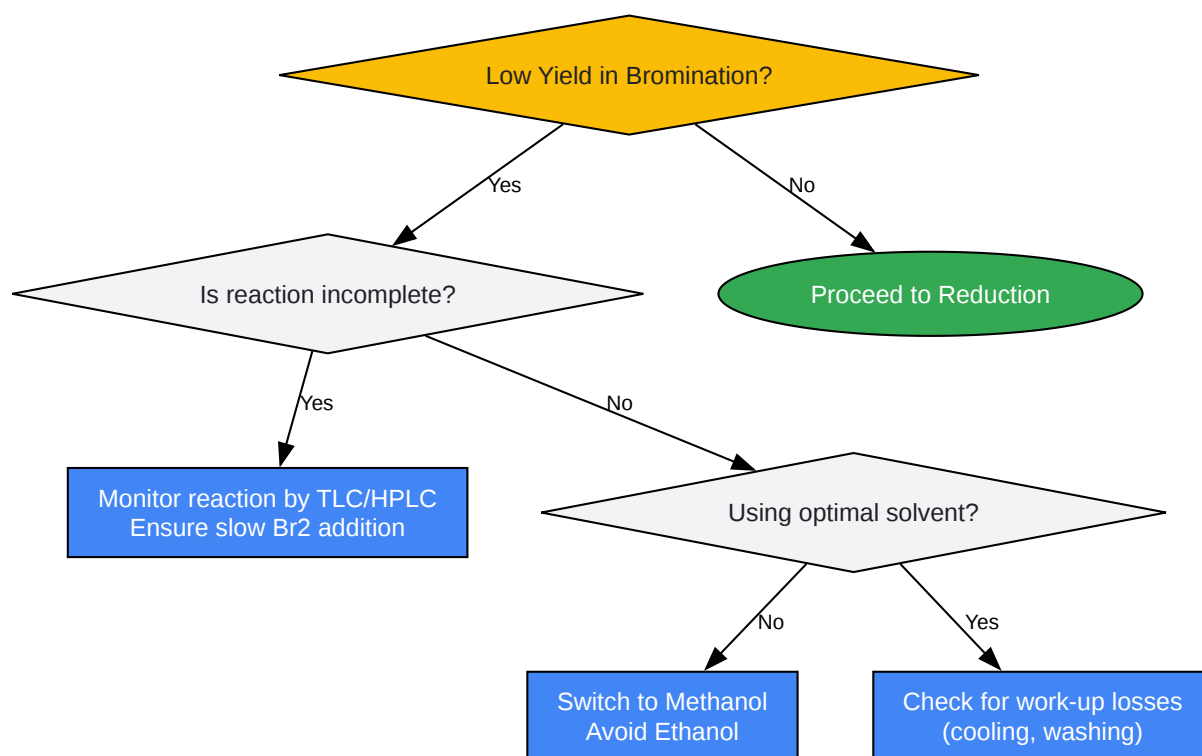 Low Yield in Bromination?
Yes
No
Is reaction incomplete?
Proceed to Reduction
Yes
No
Monitor reaction by TLC/HPLC
Ensure slow Br2 addition
Using optimal solvent?
No
Yes
Switch to Methanol
Avoid Ethanol
Check for work-up losses
(cooling, washing)